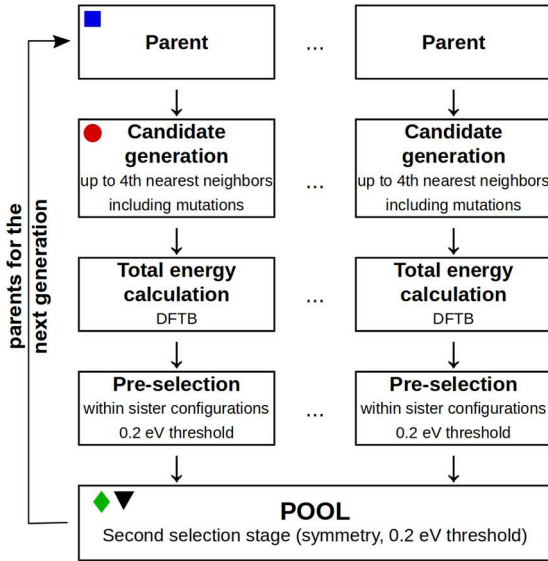 Parent
...
Parent
Candidate
generation
up to 4th nearest neighbors
including mutations
...
Candidate
generation
up to 4th nearest neighbors
including mutations
Total energy
calculation
DFTB
...
Total energy
calculation
DFTB
Pre-selection
within sister configurations
0.2 eV threshold
...
Pre-selection
within sister configurations
0.2 eV threshold
POOL
Second selection stage (symmetry, 0.2 eV threshold)
parents for the
next generation